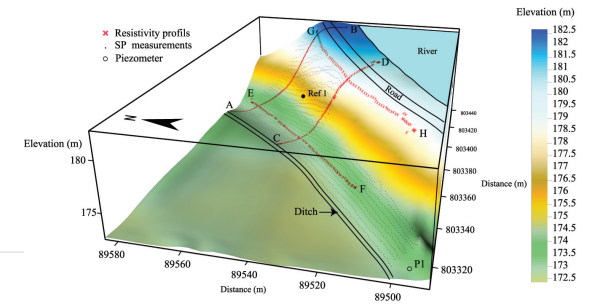 Elevation (m)
Resistivity profils
SP measurements
Piezometer
G
B
River
D
Road
E
Ref 1
A
H
C
F
Ditch
P1
N
Elevation (m)
180
175
89580
89560
89540
89520
89500
Distance (m)
803440
803420
803400
803380
803360
803340
803320
Distance (m)
182.5
182
181.5
181
180.5
180
179.5
179
178.5
178
177.5
177
176.5
176
175.5
175
174.5
174
173.5
173
172.5